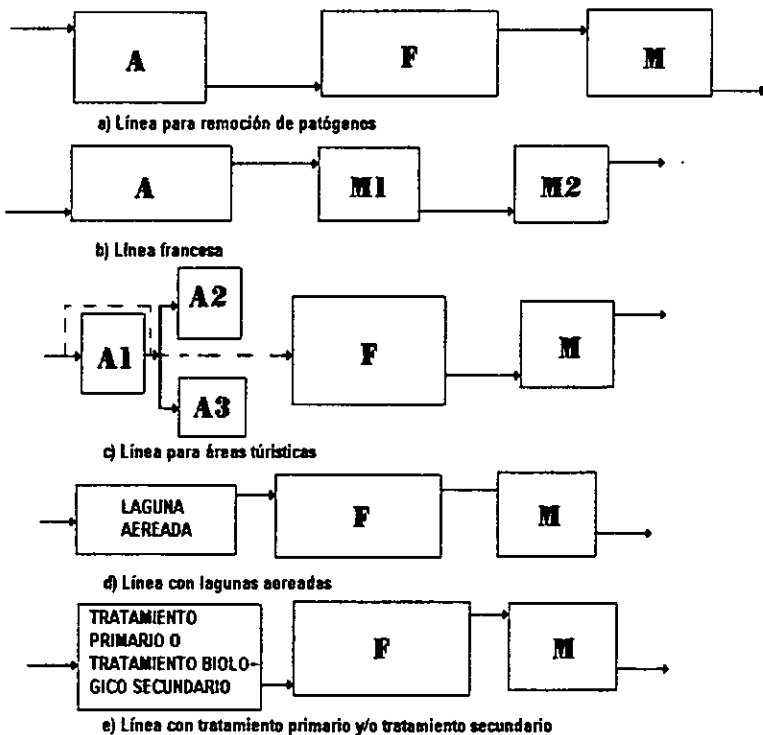 A
F
M
a) Línea para remoción de patógenos
A
M1
M2
b) Línea francesa
A1
A2
A3
F
M
c) Línea para áreas túristicas
LAGUNA
AEREADA
F
M
d) Línea con lagunas aereadas
TRATAMIENTO
PRIMARIO O
TRATAMIENTO BIOLO-
GICO SECUNDARIO
F
M
e) Línea con tratamiento primario y/o tratamiento secundario